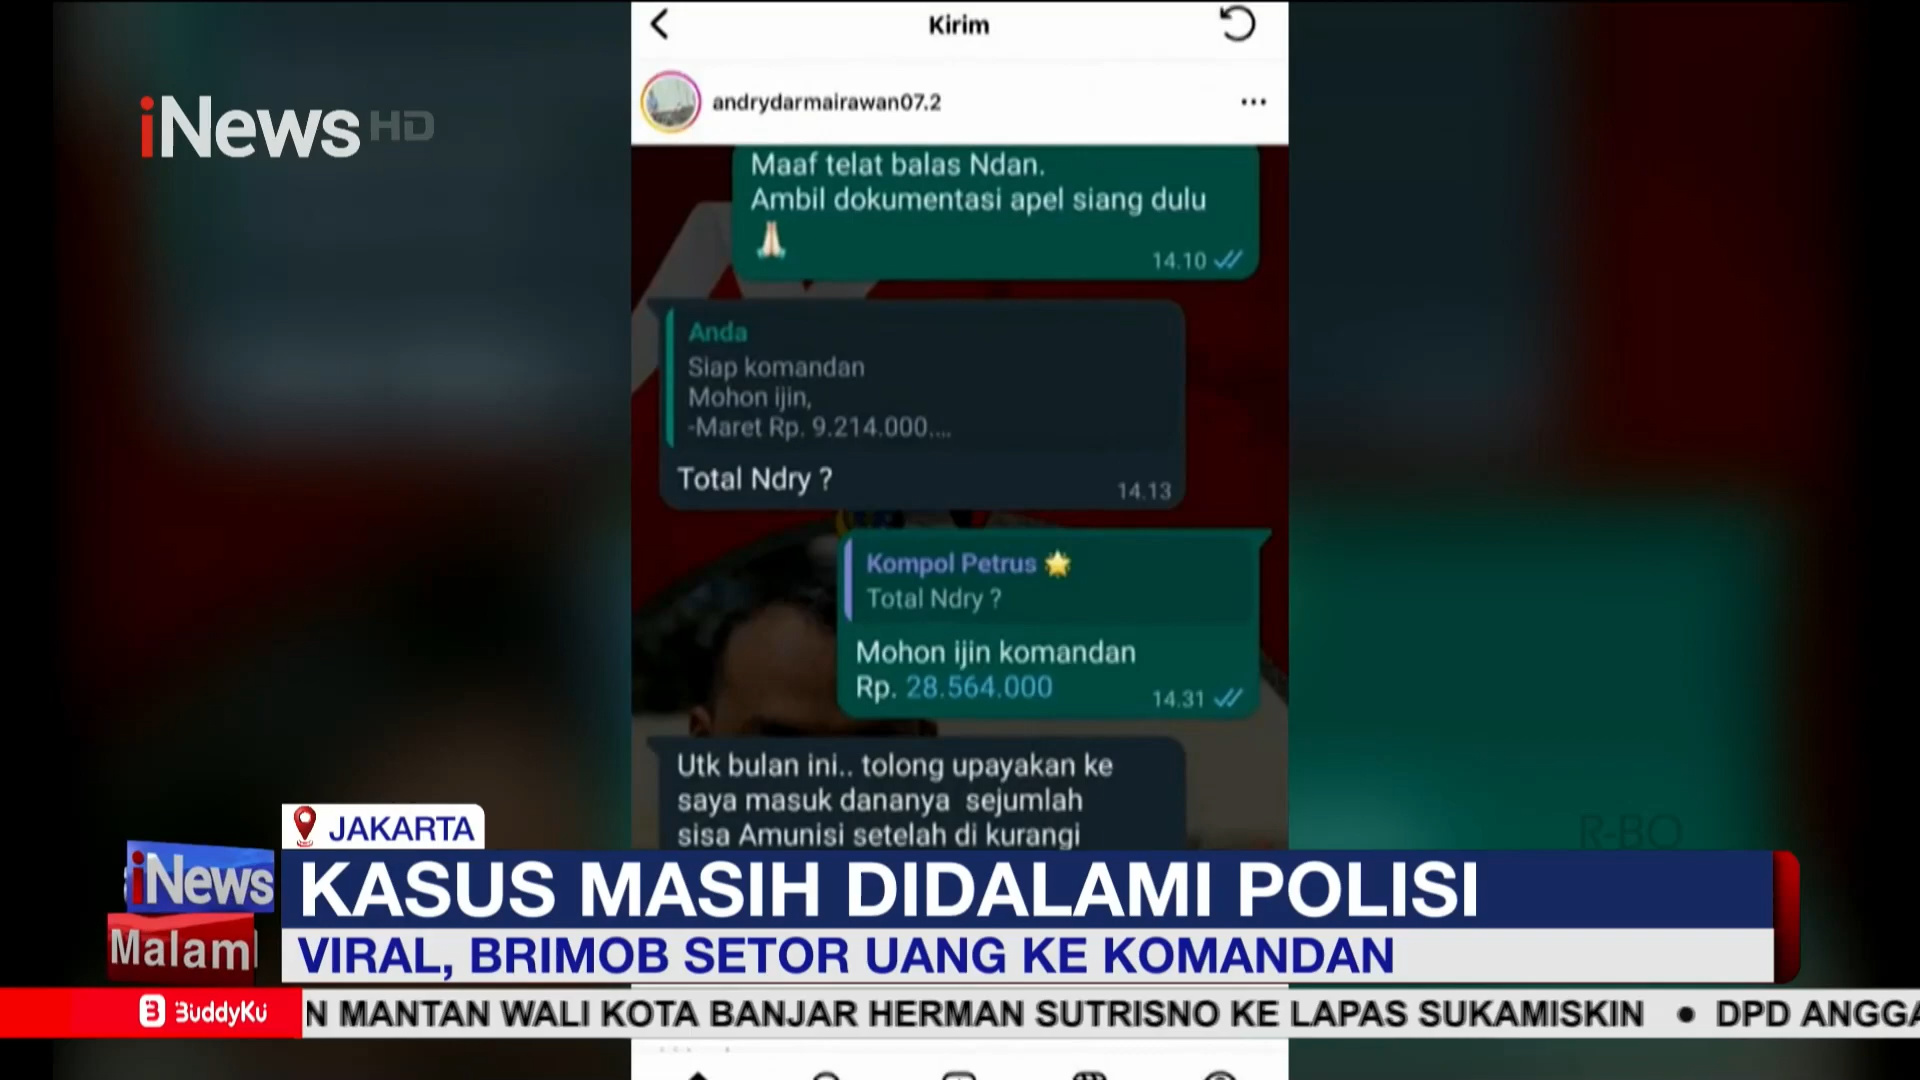 Kirim
iNews HD
andrydarmairawan07.2
Maaf telat balas Ndan.
Ambil dokumentasi apel siang dulu
14.10
Anda
Siap komandan
Mohon ijin,
-Maret Rp. 9.214.000....
Total Ndry ?
14.13
Kompol Petrus
Total Ndry ?
Mohon ijin komandan
Rp. 28.564.000
14.31
Utk bulan ini.. tolong upayakan ke
saya masuk dananya sejumlah
sisa Amunisi setelah di kurangi
R-BO
JAKARTA
iNews
Malam
KASUS MASIH DIDALAMI POLISI
VIRAL, BRIMOB SETOR UANG KE KOMANDAN
BuddyKu
N MANTAN WALI KOTA BANJAR HERMAN SUTRISNO KE LAPAS SUKAMISKIN • DPD ANGGA